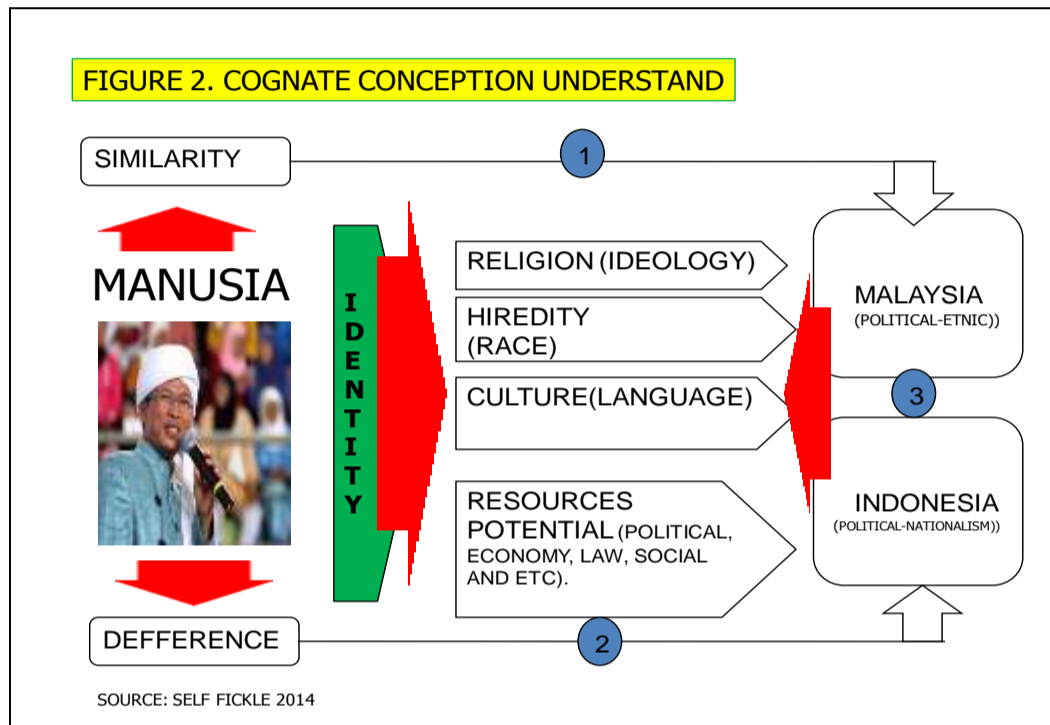 FIGURE 2. COGNATE CONCEPTION UNDERSTAND
SIMILARITY
1
MANUSIA
IDENTITY
RELIGION (IDEOLOGY)
HIREDITY
(RACE)
CULTURE(LANGUAGE)
RESOURCES
POTENTIAL (POLITICAL,
ECONOMY, LAW, SOCIAL
AND ETC).
MALAYSIA
(POLITICAL-ETNIC))
3
INDONESIA
(POLITICAL-NATIONALISM))
DEFFERENCE
2
SOURCE: SELF FICKLE 2014